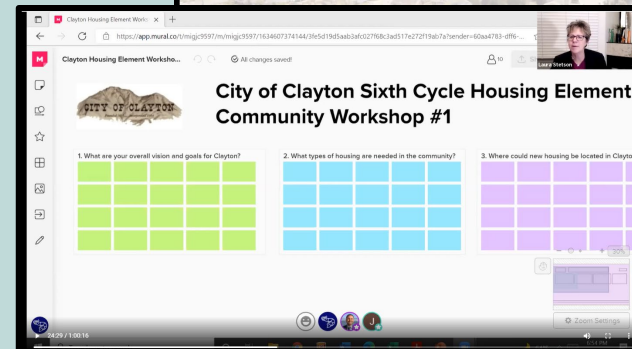 Clayton Housing Element Works
https://app.mural.co/t/migjc9597/m/migjc9597/1634607374144/3fe5d19d5aab3afc027f68c3ad517e272f19ab7a?sender=60aa4783-dff6-...
M
Clayton Housing Element Worksho...
All changes saved!
10
Laura Stetson
CITY OF CLAYTON
City of Clayton Sixth Cycle Housing Element
Community Workshop #1
1. What are your overall vision and goals for Clayton?
2. What types of housing are needed in the community?
3. Where could new housing be located in Clayto
30%
J
Zoom Settings
24:29 / 1:00:16